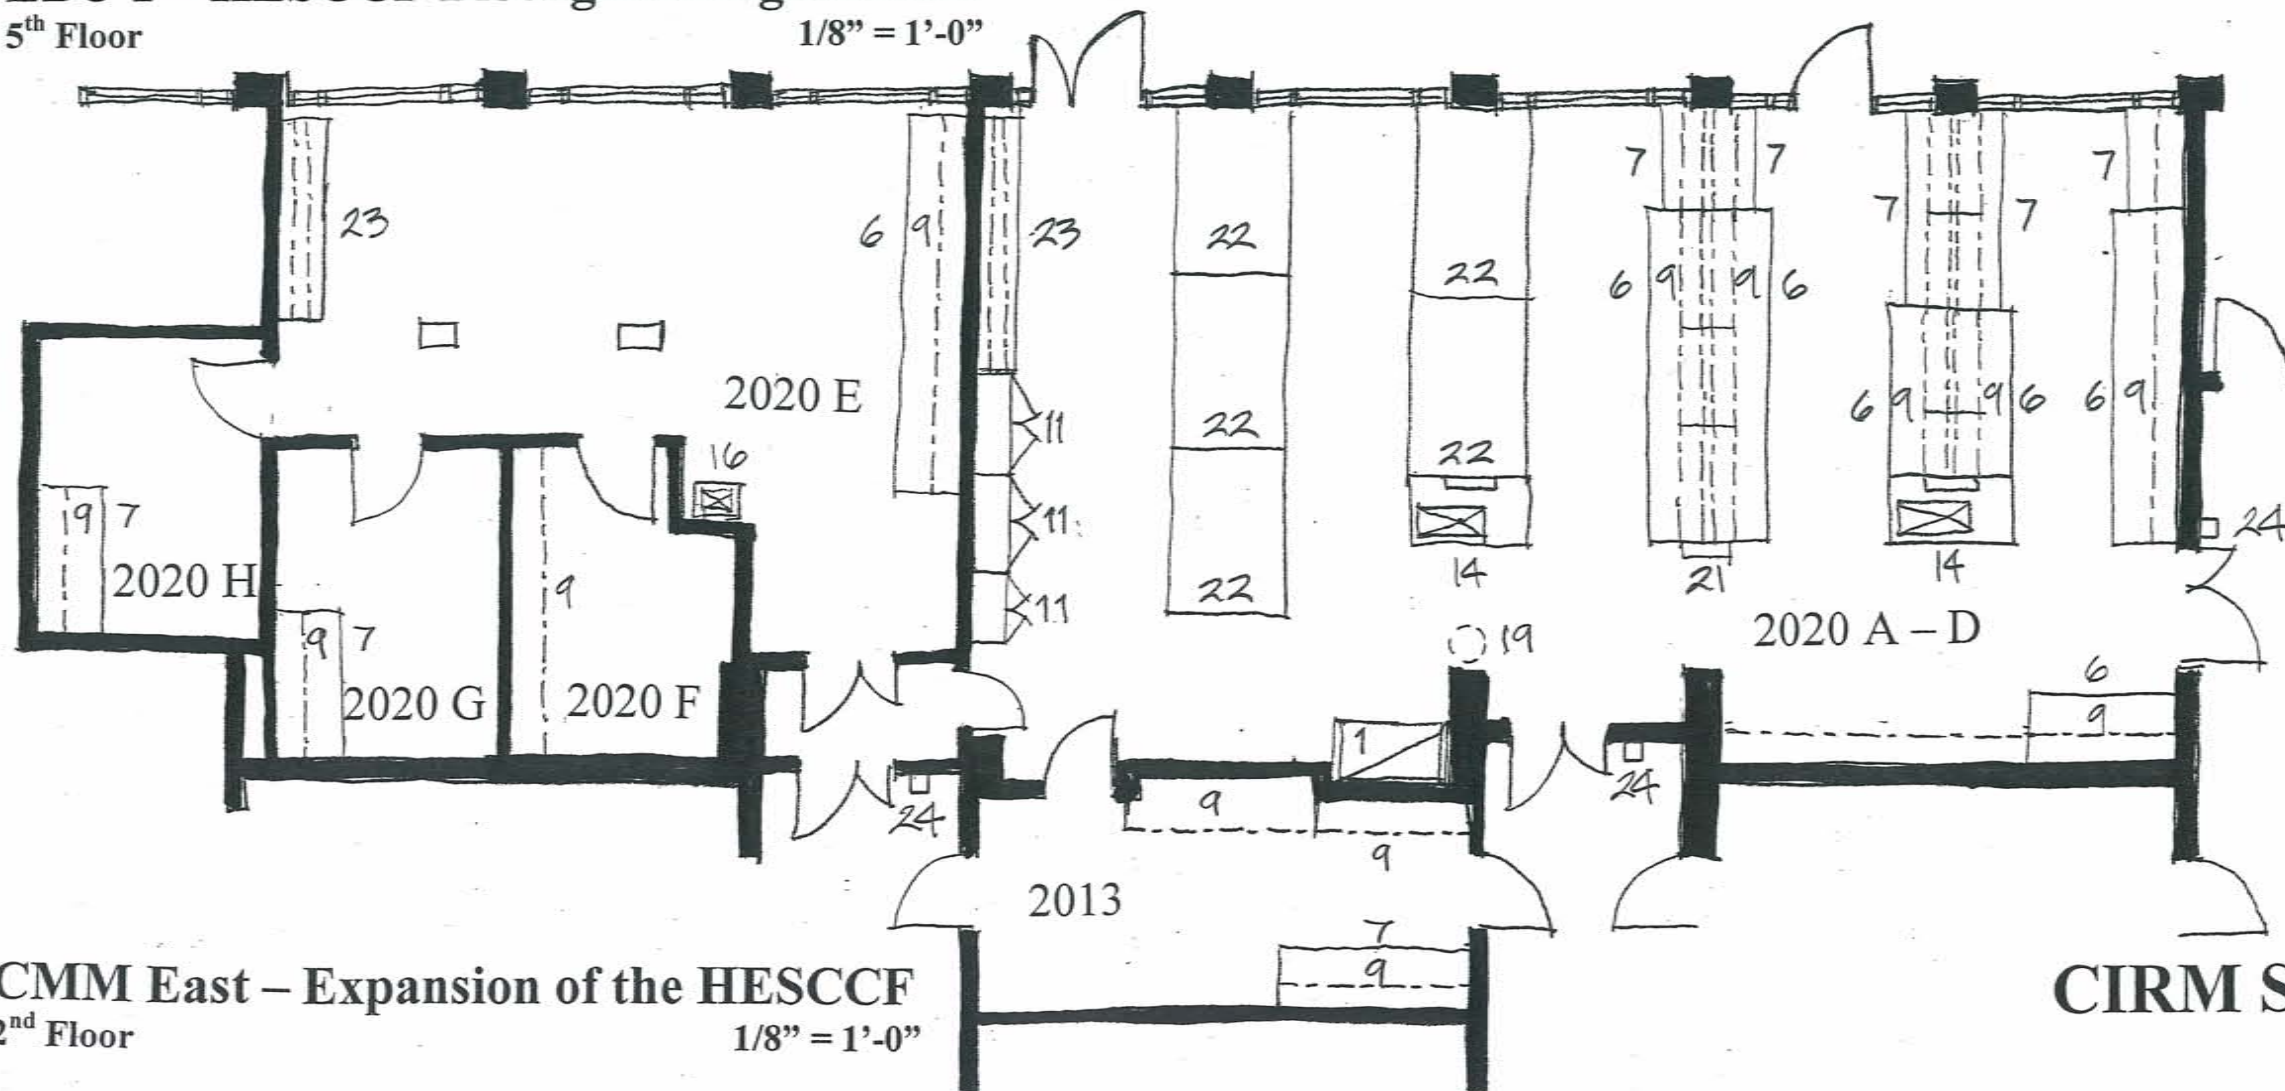 5th Floor 1/8” = 1’-0”
7 7 7
23 6 9 23 22 22 7 7
6 9 9 6
2020 E 6 9 9 6 6 9
11 22
16 22
9 7 11 14 21 14 24
2020 H 9 11 22
9 7 19 2020 A – D
2020 G 2020 F 6
1 9
24 9 24
9
2013
7
9
CMM East – Expansion of the HESCCF CIRM S
2nd Floor 1/8” = 1’-0”